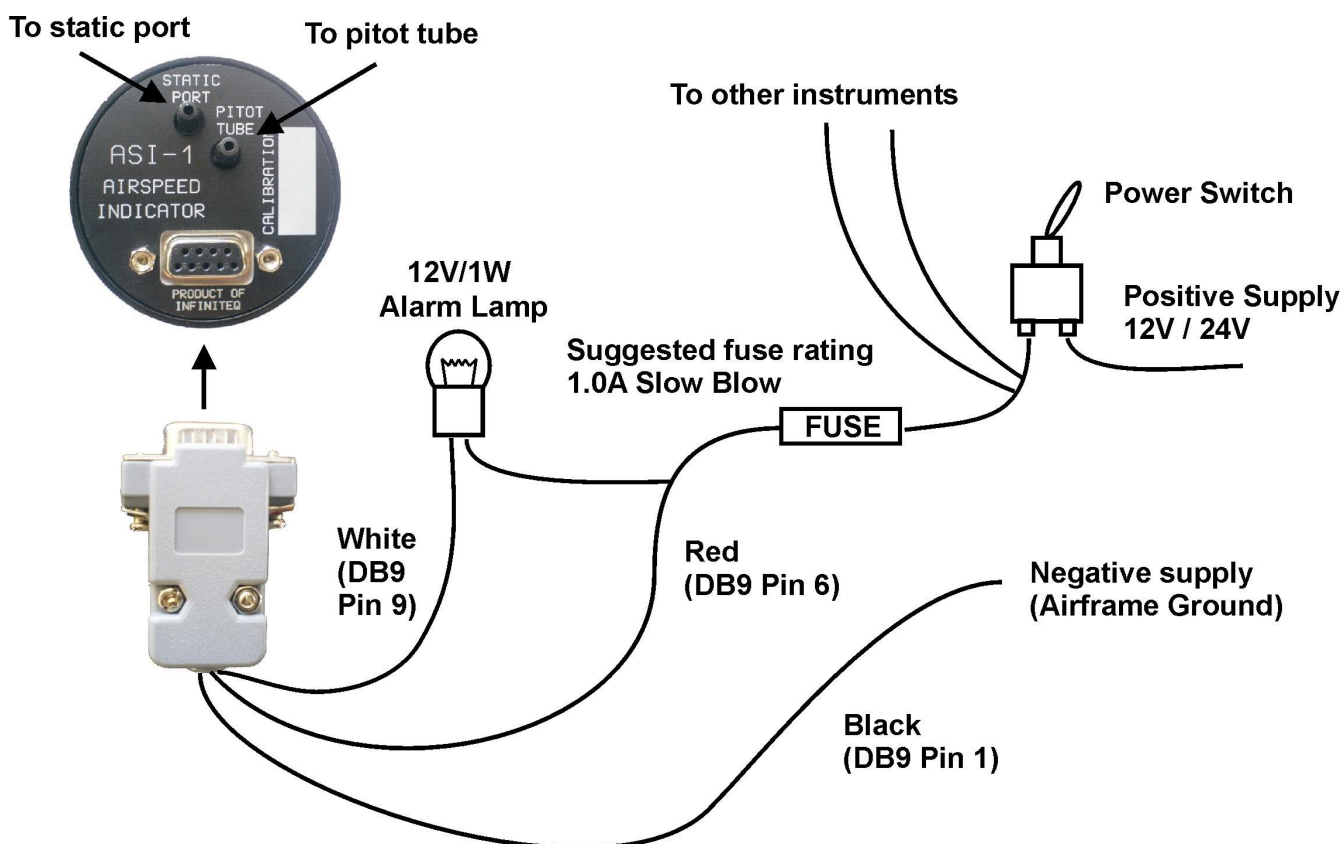 To static port
To pitot tube
STATIC
PORT
PITOT
TUBE
ASI-1
AIRSPEED
INDICATOR
CALIBRATION
PRODUCT OF
INFINITEQ
To other instruments
Power Switch
Positive Supply
12V / 24V
12V/1W
Alarm Lamp
Suggested fuse rating
1.0A Slow Blow
FUSE
White
(DB9
Pin 9)
Red
(DB9 Pin 6)
Negative supply
(Airframe Ground)
Black
(DB9 Pin 1)